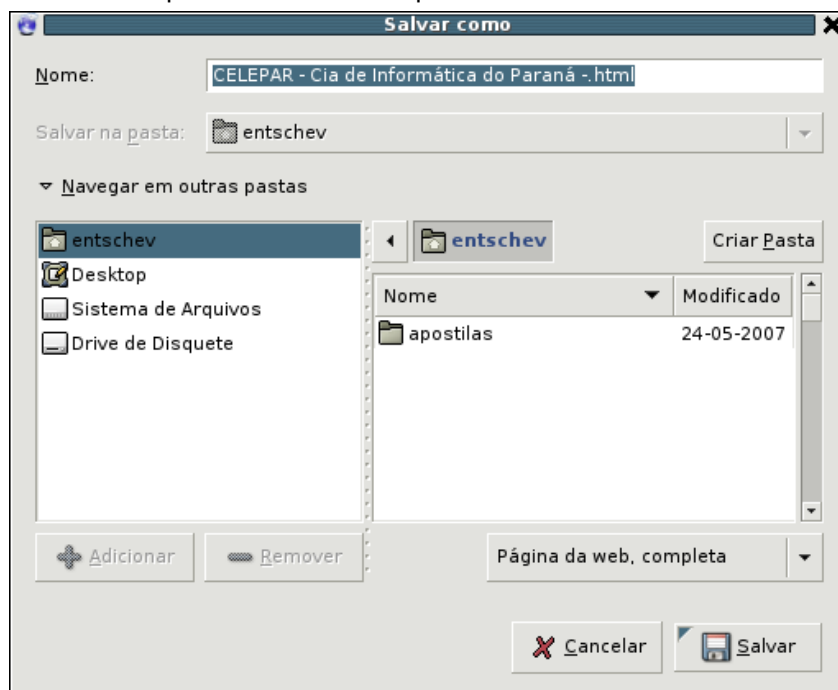 Salvar como
Nome:
CELEPAR - Cia de Informática do Paraná -.html
Salvar na pasta:
entschev
Navegar em outras pastas
entschev
Desktop
Sistema de Arquivos
Drive de Disquete
entschev
Criar Pasta
Nome
Modificado
apostilas
24-05-2007
Adicionar
Remover
Página da web, completa
Cancelar
Salvar